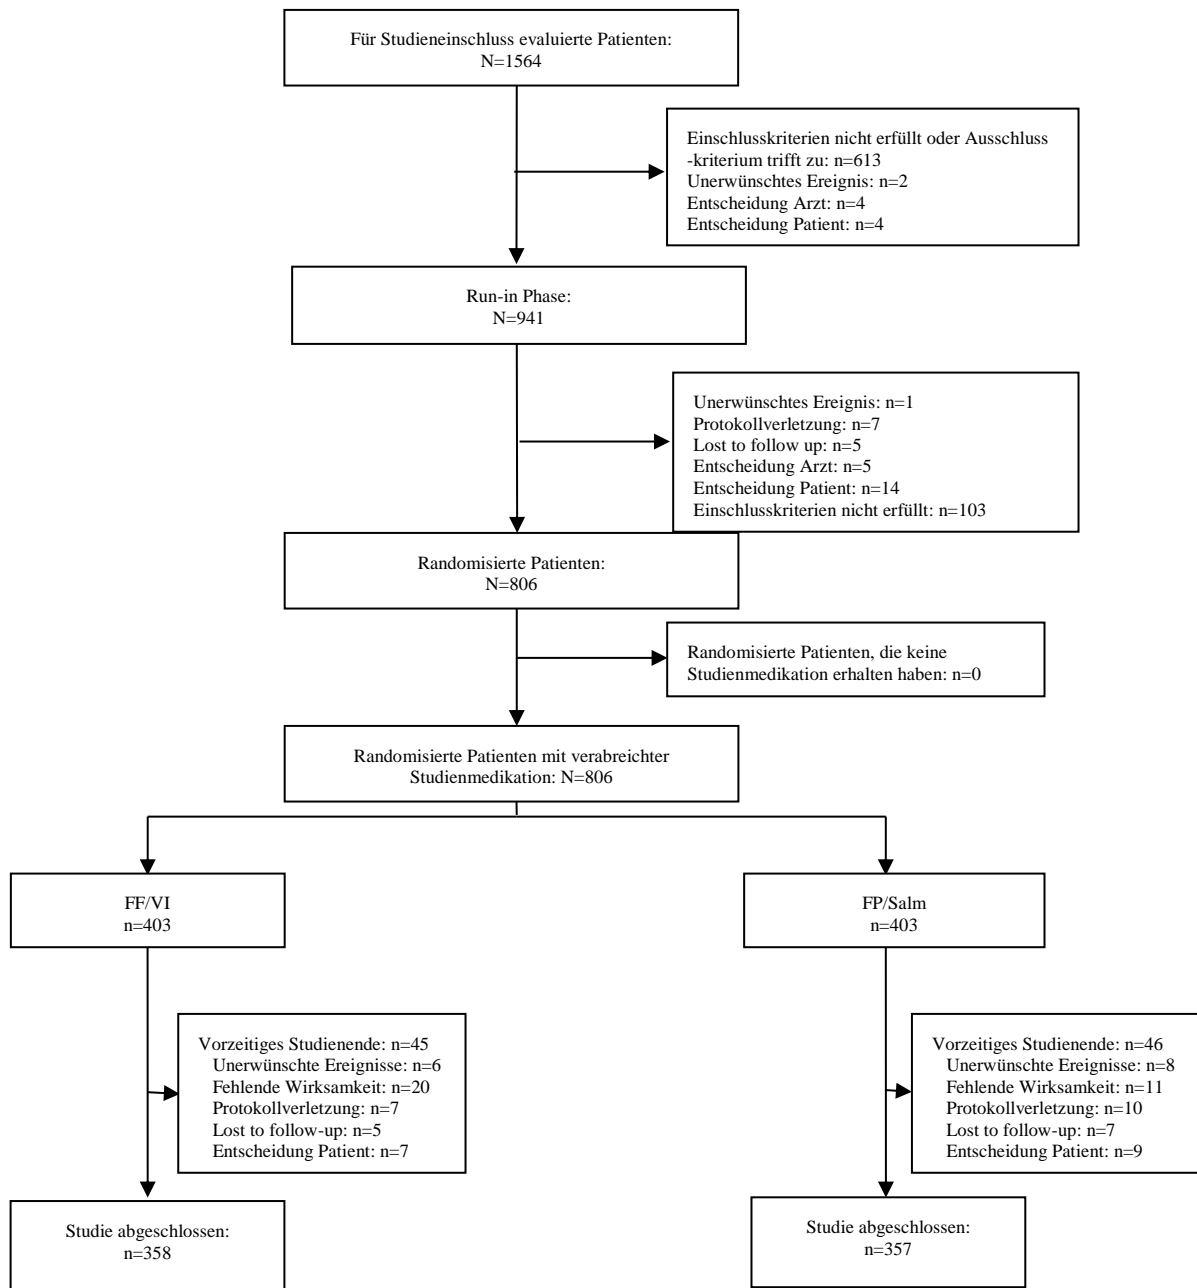 Für Studieneinschluss evaluierte Patienten:
N=1564
Einschlusskriterien nicht erfüllt oder Ausschluss
-kriterium trifft zu: n=613
Unerwünschtes Ereignis: n=2
Entscheidung Arzt: n=4
Entscheidung Patient: n=4
Run-in Phase:
N=941
Unerwünschtes Ereignis: n=1
Protokollverletzung: n=7
Lost to follow up: n=5
Entscheidung Arzt: n=5
Entscheidung Patient: n=14
Einschlusskriterien nicht erfüllt: n=103
Randomisierte Patienten:
N=806
Randomisierte Patienten, die keine
Studienmedikation erhalten haben: n=0
Randomisierte Patienten mit verabreichter
Studienmedikation: N=806
FF/VI
n=403
FP/Salm
n=403
Vorzeitiges Studienende: n=45
Unerwünschte Ereignisse: n=6
Fehlende Wirksamkeit: n=20
Protokollverletzung: n=7
Lost to follow-up: n=5
Entscheidung Patient: n=7
Vorzeitiges Studienende: n=46
Unerwünschte Ereignisse: n=8
Fehlende Wirksamkeit: n=11
Protokollverletzung: n=10
Lost to follow-up: n=7
Entscheidung Patient: n=9
Studie abgeschlossen:
n=358
Studie abgeschlossen:
n=357